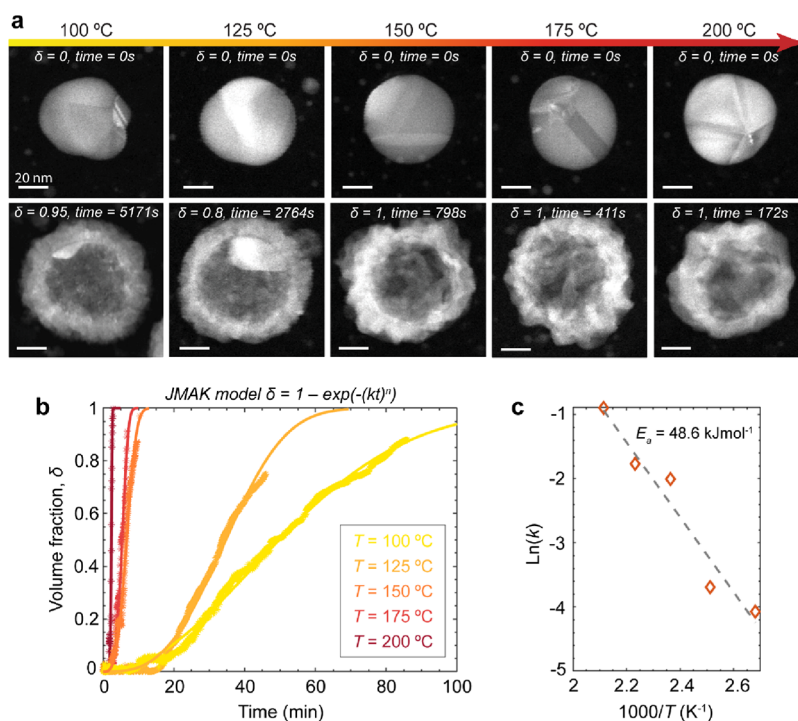 a
100 ºC 125 ºC 150 ºC 175 ºC 200 ºC
δ = 0, time = 0s δ = 0, time = 0s δ = 0, time = 0s δ = 0, time = 0s δ = 0, time = 0s
20 nm
δ = 0.95, time = 5171s δ = 0.8, time = 2764s δ = 1, time = 798s δ = 1, time = 411s δ = 1, time = 172s
b
JMAK model δ = 1 – exp(-(kt)ⁿ)
Volume fraction, δ
1
0.8
0.6
0.4
0.2
0
T = 100 ºC
T = 125 ºC
T = 150 ºC
T = 175 ºC
T = 200 ºC
0 20 40 60 80 100
Time (min)
c
Eₐ = 48.6 kJmol⁻¹
Ln(k)
-1
-2
-3
-4
-5
2 2.2 2.4 2.6
1000/T (K⁻¹)